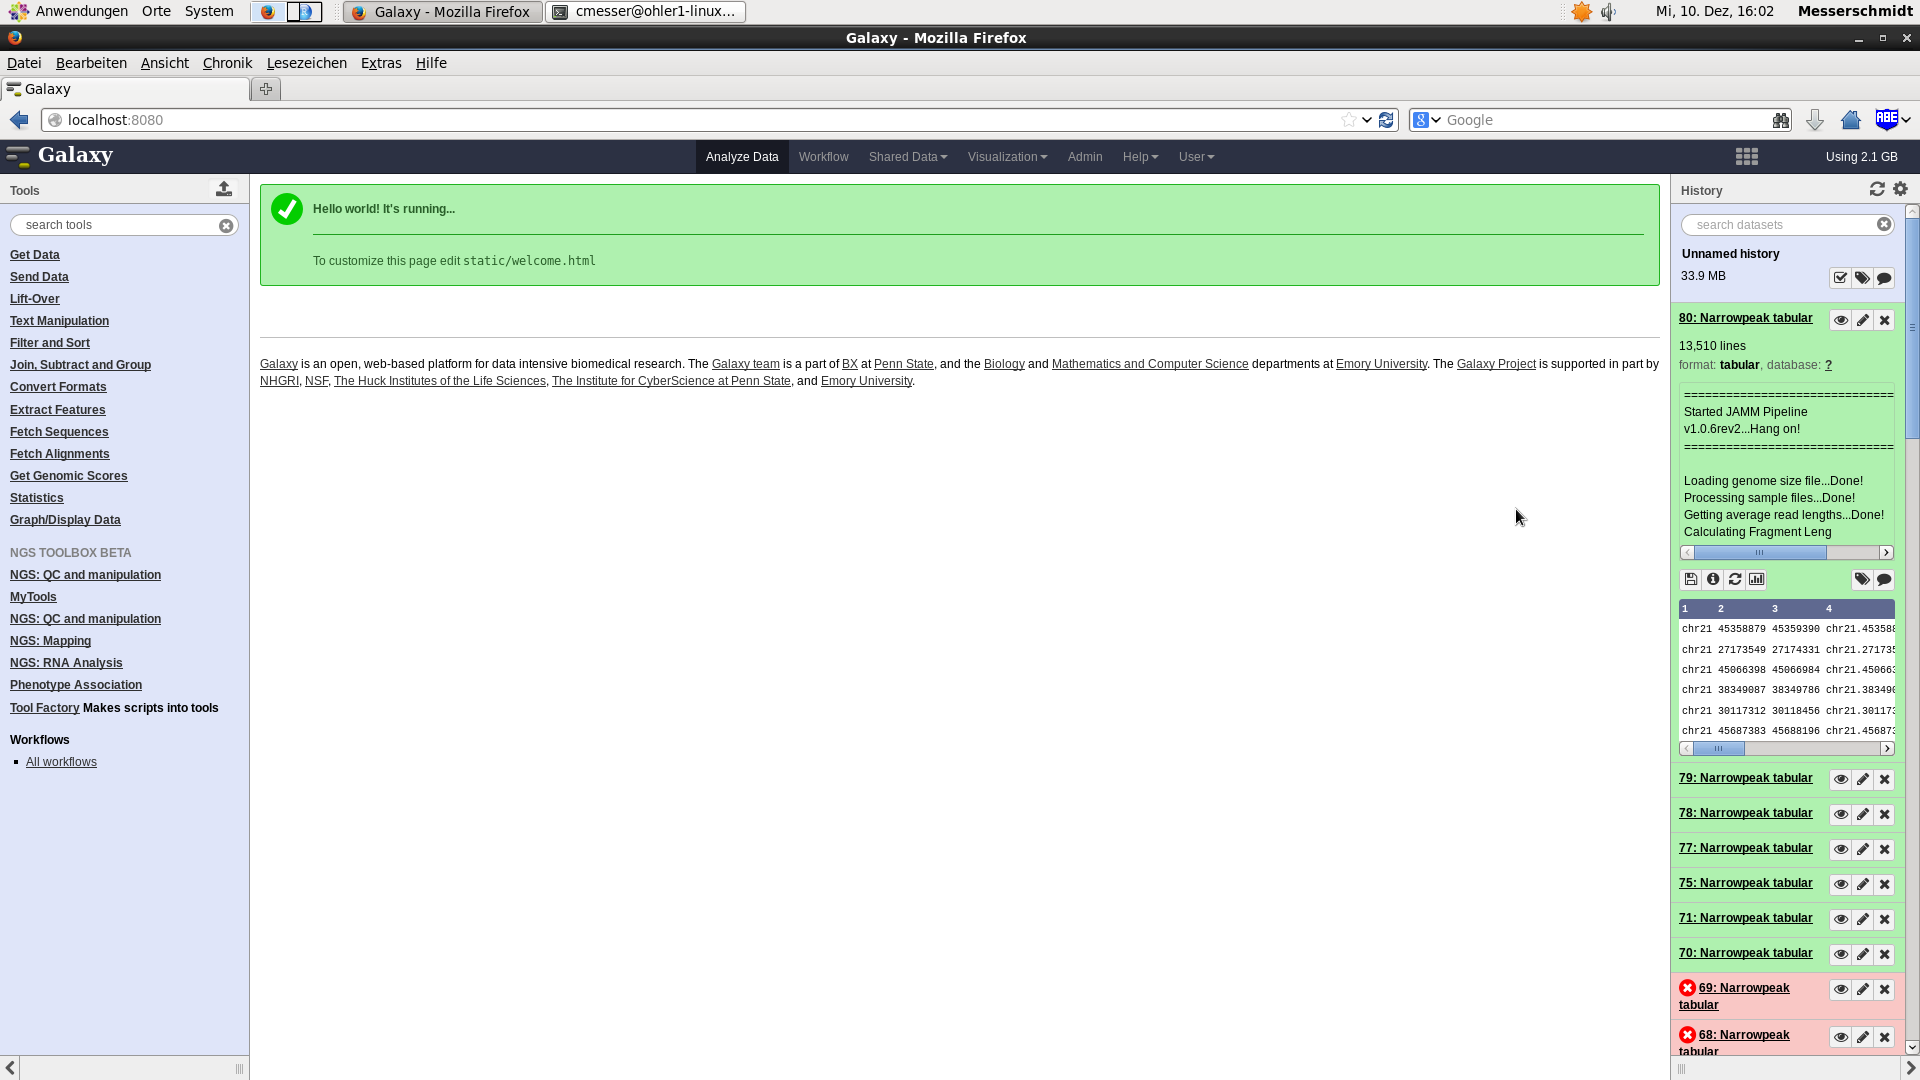 Anwendungen Orte System Galaxy - Mozilla Firefox cmesser@ohler1-linux... Mi, 10. Dez, 16:02 Messerschmidt
Galaxy - Mozilla Firefox
Datei Bearbeiten Ansicht Chronik Lesezeichen Extras Hilfe
Galaxy
localhost:8080 Google ABE
Galaxy Analyze Data Workflow Shared Data Visualization Admin Help User Using 2.1 GB
Tools
search tools
Get Data
Send Data
Lift-Over
Text Manipulation
Filter and Sort
Join, Subtract and Group
Convert Formats
Extract Features
Fetch Sequences
Fetch Alignments
Get Genomic Scores
Statistics
Graph/Display Data
NGS TOOLBOX BETA
NGS: QC and manipulation
MyTools
NGS: QC and manipulation
NGS: Mapping
NGS: RNA Analysis
Phenotype Association
Tool Factory Makes scripts into tools
Workflows
All workflows
Hello world! It's running...
To customize this page edit static/welcome.html
Galaxy is an open, web-based platform for data intensive biomedical research. The Galaxy team is a part of BX at Penn State, and the Biology and Mathematics and Computer Science departments at Emory University. The Galaxy Project is supported in part by
NHGRI, NSF, The Huck Institutes of the Life Sciences, The Institute for CyberScience at Penn State, and Emory University.
History
search datasets
Unnamed history
33.9 MB
80: Narrowpeak tabular
13,510 lines
format: tabular, database: ?
==============================
Started JAMM Pipeline
v1.0.6rev2...Hang on!
==============================
Loading genome size file...Done!
Processing sample files...Done!
Getting average read lengths...Done!
Calculating Fragment Leng
1 2 3 4
chr21 45358879 45359390 chr21.45358
chr21 27173549 27174331 chr21.27173
chr21 45066398 45066984 chr21.45066
chr21 38349087 38349786 chr21.38349
chr21 30117312 30118456 chr21.30117
chr21 45687383 45688196 chr21.45687
79: Narrowpeak tabular
78: Narrowpeak tabular
77: Narrowpeak tabular
75: Narrowpeak tabular
71: Narrowpeak tabular
70: Narrowpeak tabular
69: Narrowpeak
tabular
68: Narrowpeak
tabular